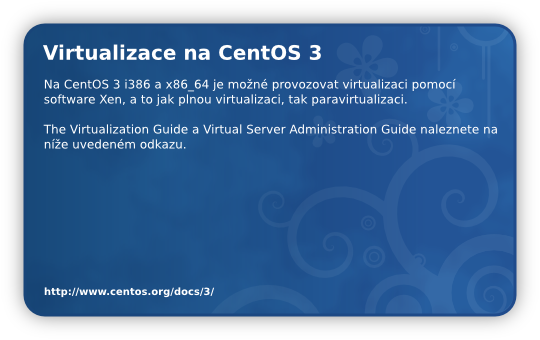 Virtualizace na CentOS 3
Na CentOS 3 i386 a x86_64 je možné provozovat virtualizaci pomocí
software Xen, a to jak plnou virtualizaci, tak paravirtualizaci.
The Virtualization Guide a Virtual Server Administration Guide naleznete na
níže uvedeném odkazu.
http://www.centos.org/docs/3/